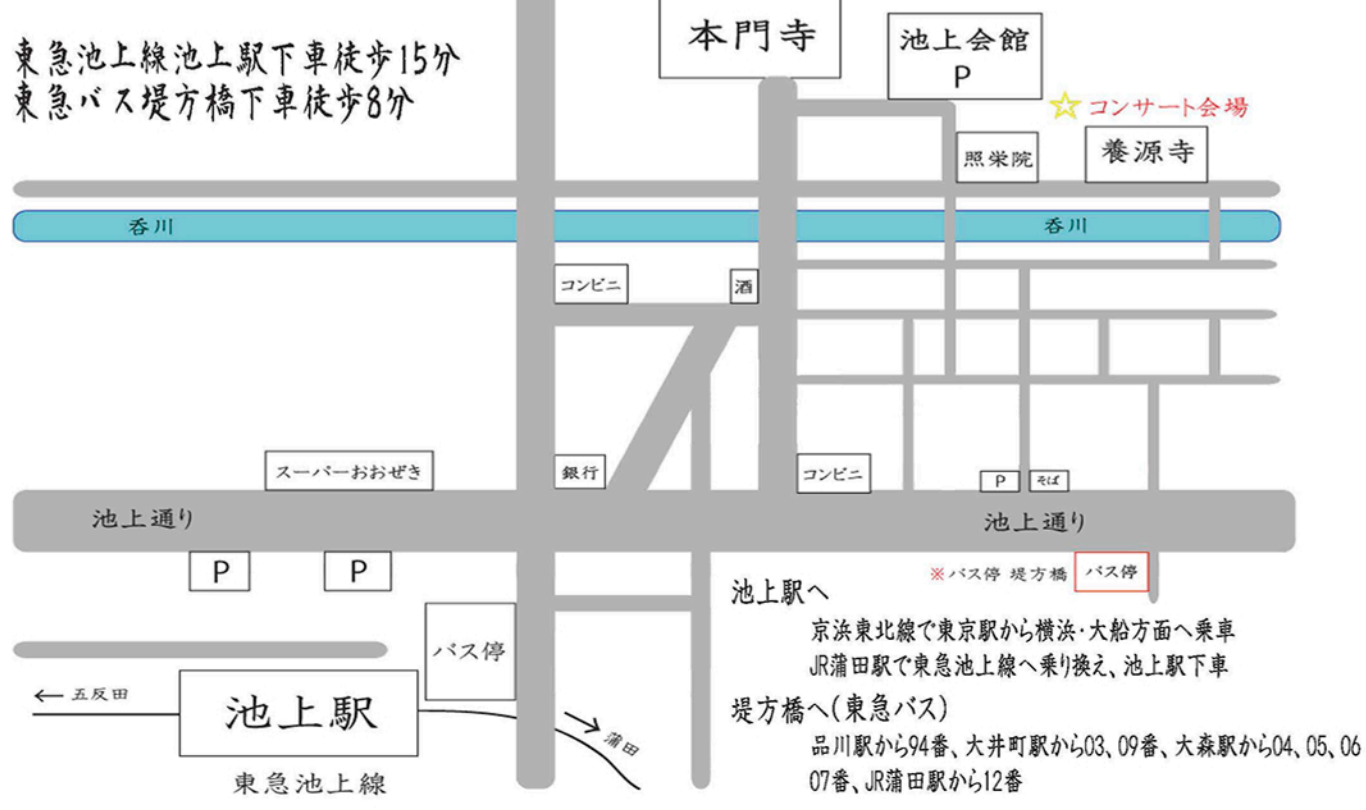 東急池上線池上駅下車徒歩15分
東急バス堤方橋下車徒歩8分
本門寺
池上会館
P
☆ コンサート会場
照栄院
養源寺
呑川
呑川
コンビニ
酒
スーパーおおぜき
銀行
コンビニ
P
そば
池上通り
池上通り
P
P
※バス停 堤方橋
バス停
バス停
← 五反田
池上駅
→ 蒲田
東急池上線
池上駅へ
京浜東北線で東京駅から横浜・大船方面へ乗車
JR蒲田駅で東急池上線へ乗り換え、池上駅下車
堤方橋へ(東急バス)
品川駅から94番、大井町駅から03、09番、大森駅から04、05、06
07番、JR蒲田駅から12番